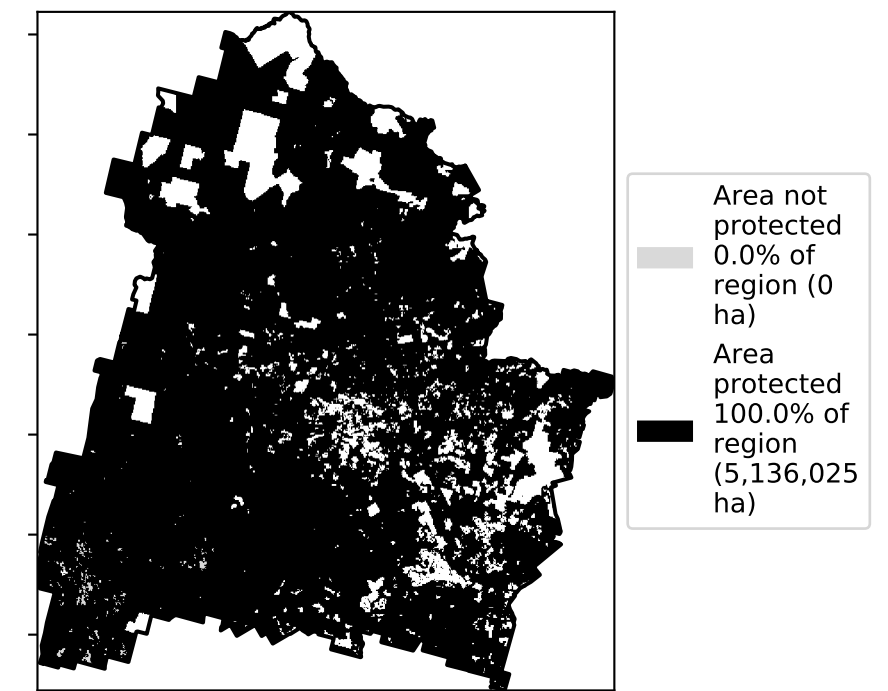 Area not
protected
0.0% of
region (0
ha)
Area
protected
100.0% of
region
(5,136,025
ha)